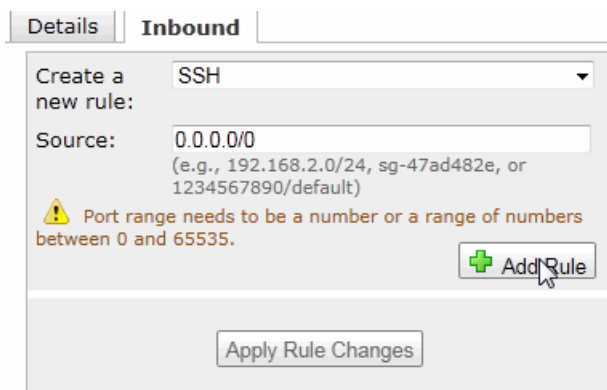 Details Inbound
Create a SSH
new rule:
Source: 0.0.0.0/0
(e.g., 192.168.2.0/24, sg-47ad482e, or
1234567890/default)
Port range needs to be a number or a range of numbers
between 0 and 65535.
Add Rule
Apply Rule Changes